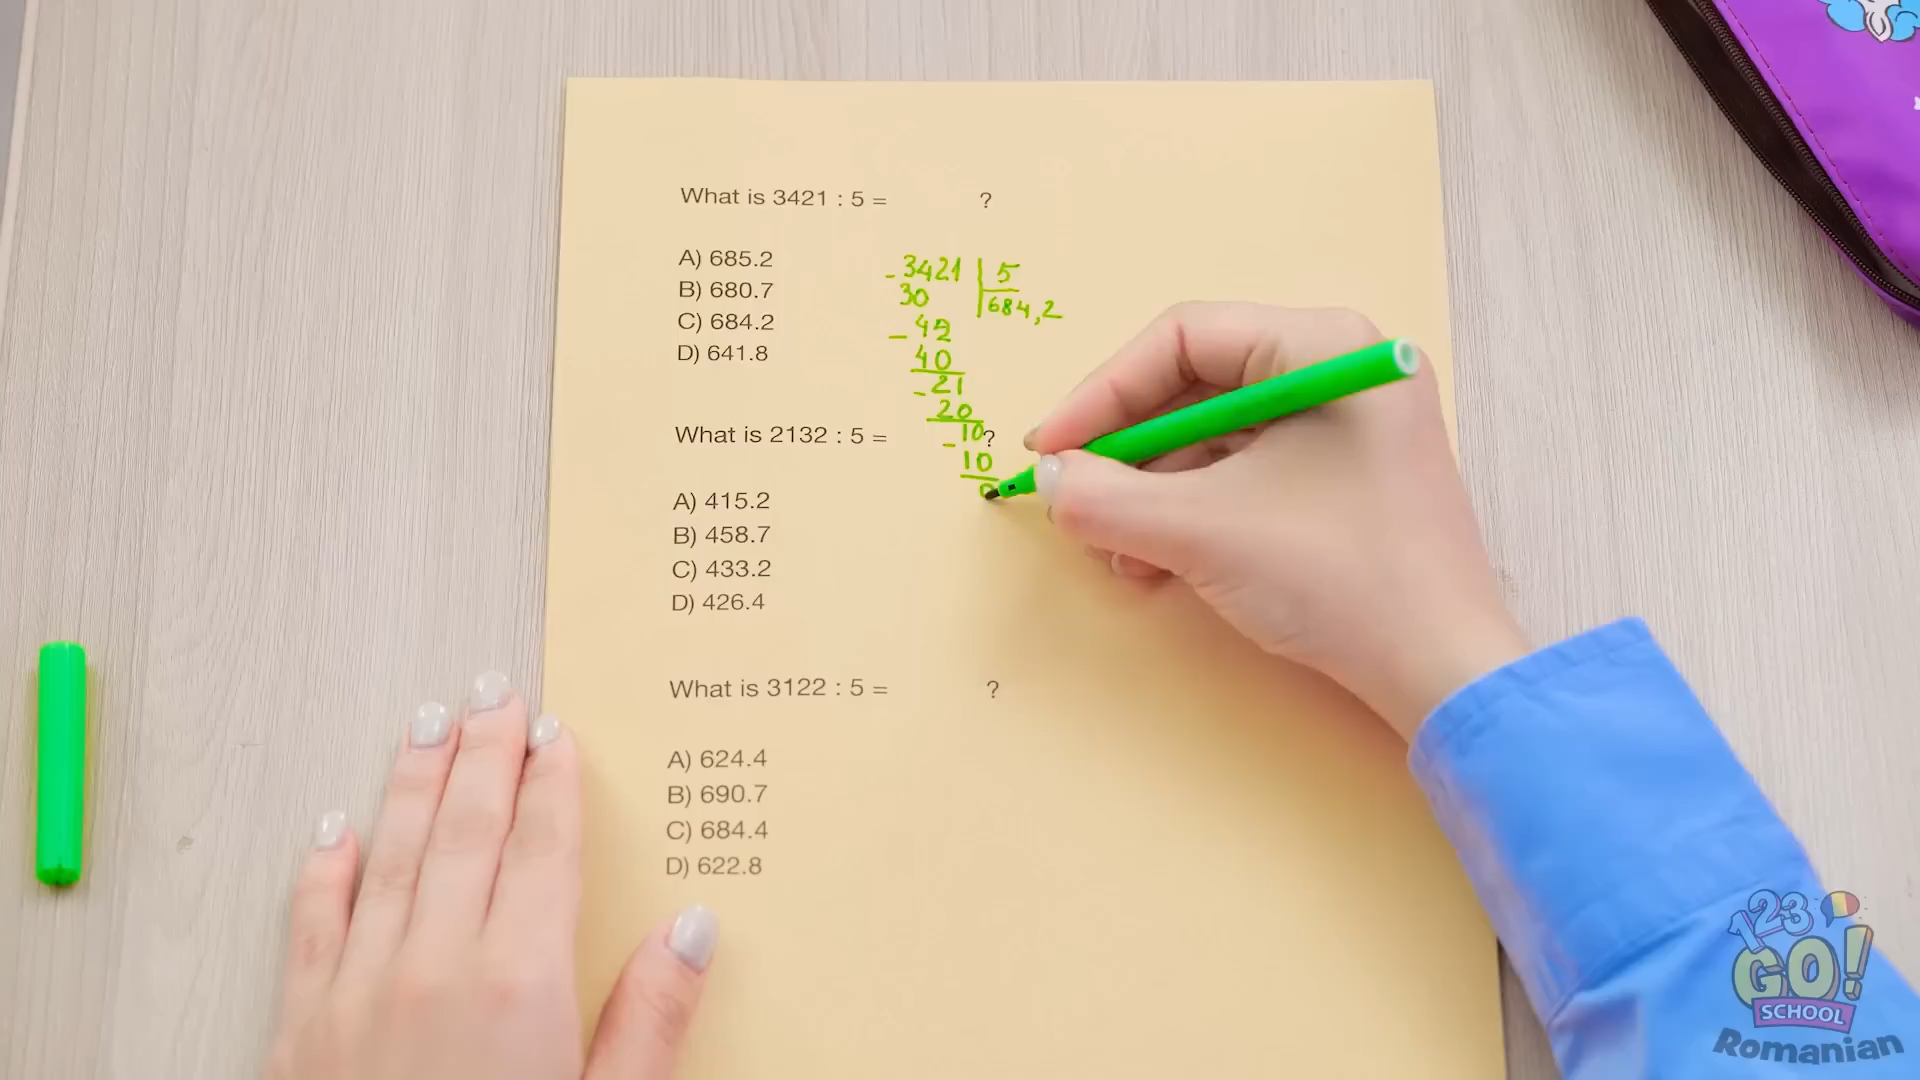 What is 3421 : 5 = ?
A) 685.2
B) 680.7
C) 684.2
D) 641.8
-3421 | 5
30 684,2
-42
40
-21
20
-10
10
0
What is 2132 : 5 = ?
A) 415.2
B) 458.7
C) 433.2
D) 426.4
What is 3122 : 5 = ?
A) 624.4
B) 690.7
C) 684.4
D) 622.8
123
GO!
SCHOOL
Romanian